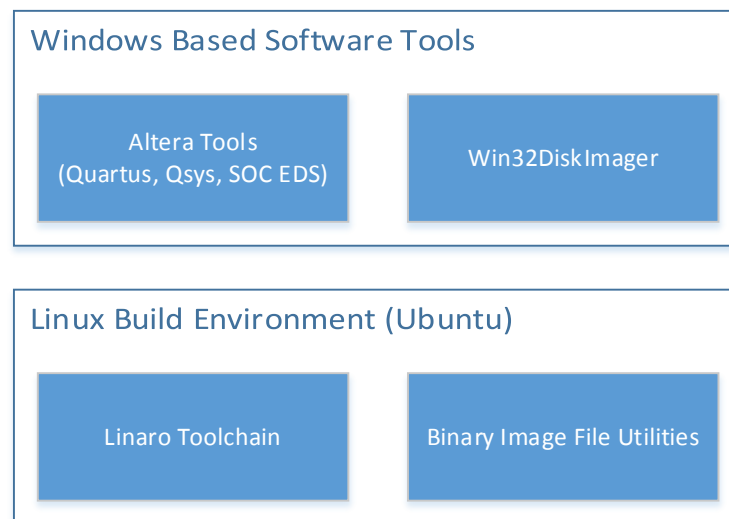 Windows Based Software Tools
Altera Tools
(Quartus, Qsys, SOC EDS)
Win32DiskImager
Linux Build Environment (Ubuntu)
Linaro Toolchain
Binary Image File Utilities